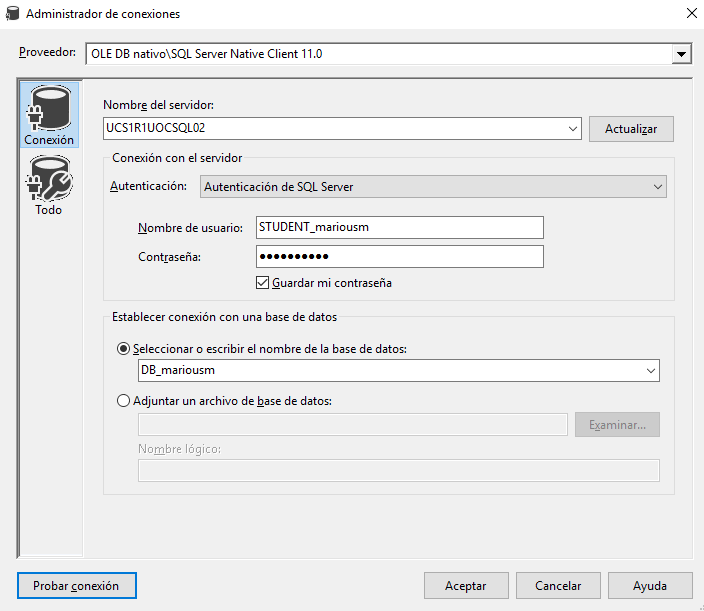 Administrador de conexiones
Proveedor: OLE DB nativo\SQL Server Native Client 11.0
Conexión
Todo
Nombre del servidor:
UCS1R1UOCSQL02 Actualizar
Conexión con el servidor
Autenticación: Autenticación de SQL Server
Nombre de usuario: STUDENT_mariousm
Contraseña: ●●●●●●●●●●
Guardar mi contraseña
Establecer conexión con una base de datos
Seleccionar o escribir el nombre de la base de datos:
DB_mariousm
Adjuntar un archivo de base de datos:
Examinar...
Nombre lógico:
Probar conexión Aceptar Cancelar Ayuda